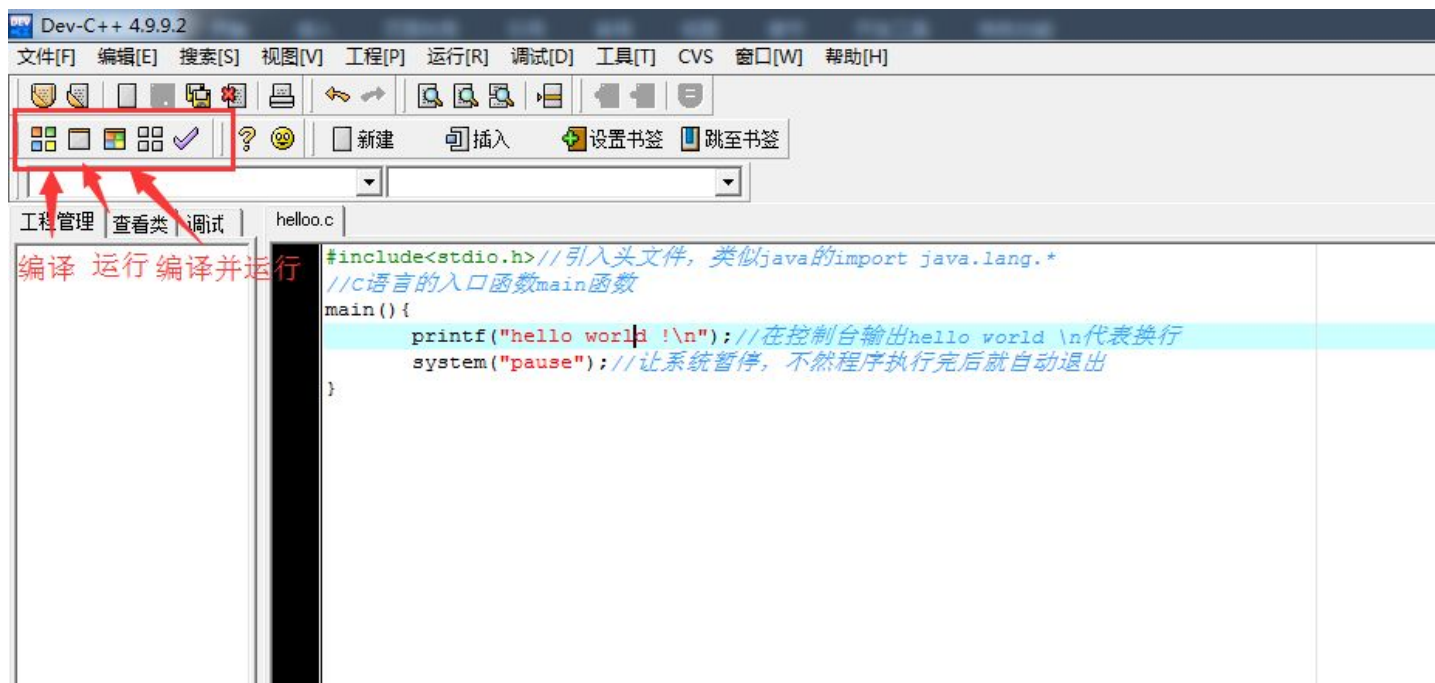 Dev-C++ 4.9.9.2
文件[F] 编辑[E] 搜索[S] 视图[V] 工程[P] 运行[R] 调试[D] 工具[T] CVS 窗口[W] 帮助[H]
新建 插入 设置书签 跳至书签
工程管理 查看类 调试 helloo.c
编译 运行 编译并运行
#include<stdio.h>//引入头文件，类似java的import java.lang.*
//C语言的入口函数main函数
main(){
printf("hello world !\n");//在控制台输出hello world \n代表换行
system("pause");//让系统暂停，不然程序执行完后就自动退出
}